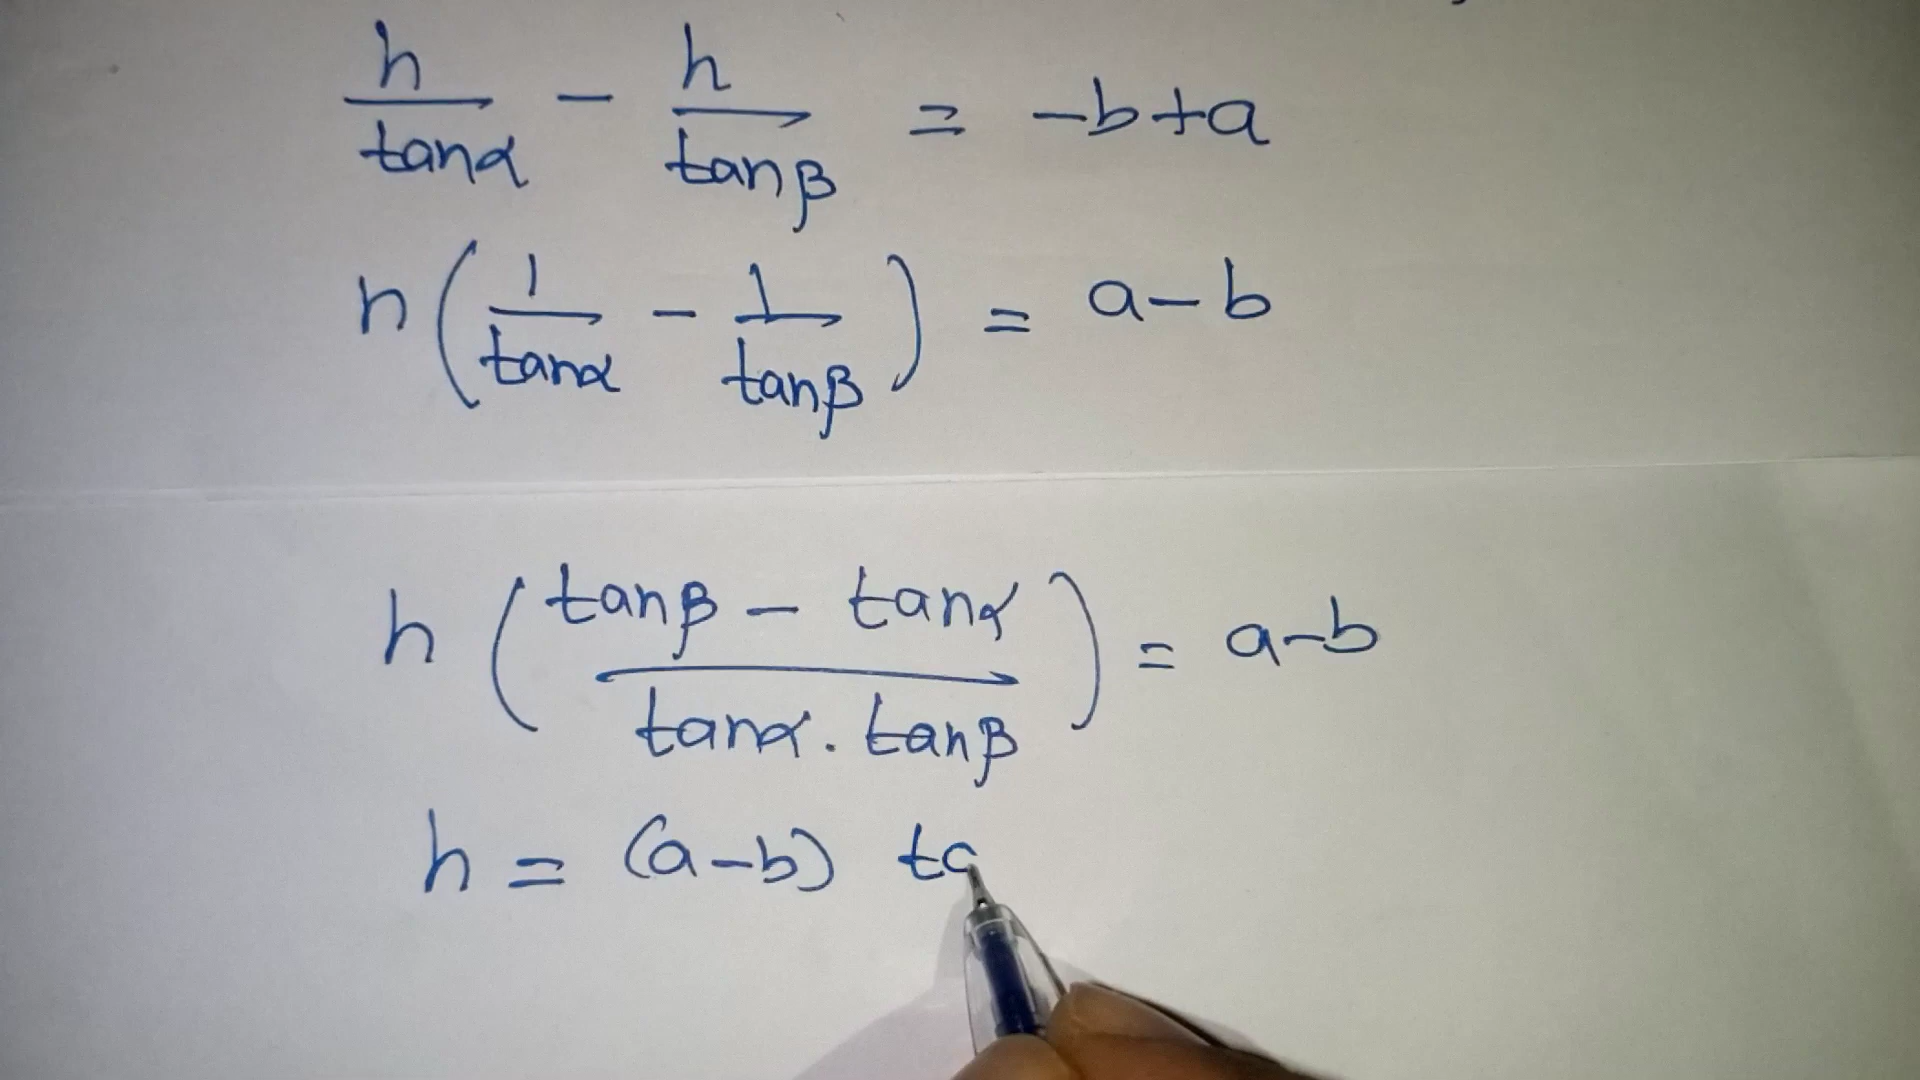 h/tanα - h/tanβ = -b+a
h(1/tanα - 1/tanβ) = a-b
h((tanβ - tanα)/(tanα . tanβ)) = a-b
h = (a-b) ta